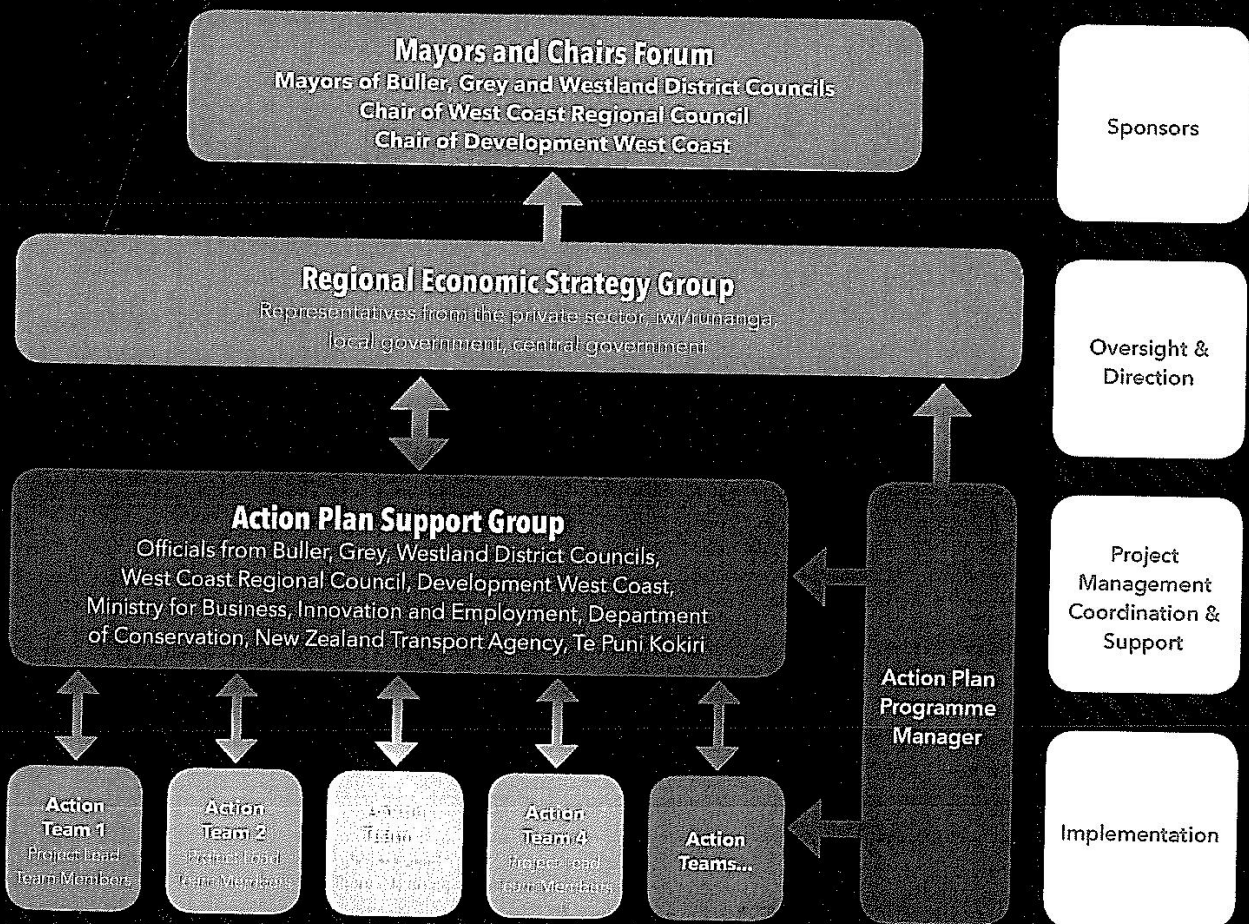 Mayors and Chairs Forum
Mayors of Buller, Grey and Westland District Councils
Chair of West Coast Regional Council
Chair of Development West Coast
Sponsors
Regional Economic Strategy Group
Representatives from the private sector, iwi/runanga,
local government, central government
Oversight &
Direction
Action Plan Support Group
Officials from Buller, Grey, Westland District Councils,
West Coast Regional Council, Development West Coast,
Ministry for Business, Innovation and Employment, Department
of Conservation, New Zealand Transport Agency, Te Puni Kokiri
Project
Management
Coordination &
Support
Action Plan
Programme
Manager
Action
Team 1
Project Lead
Team Members
Action
Team 2
Project Lead
Team Members
Action
Team 4
Project Lead
Team Members
Action
Teams...
Implementation